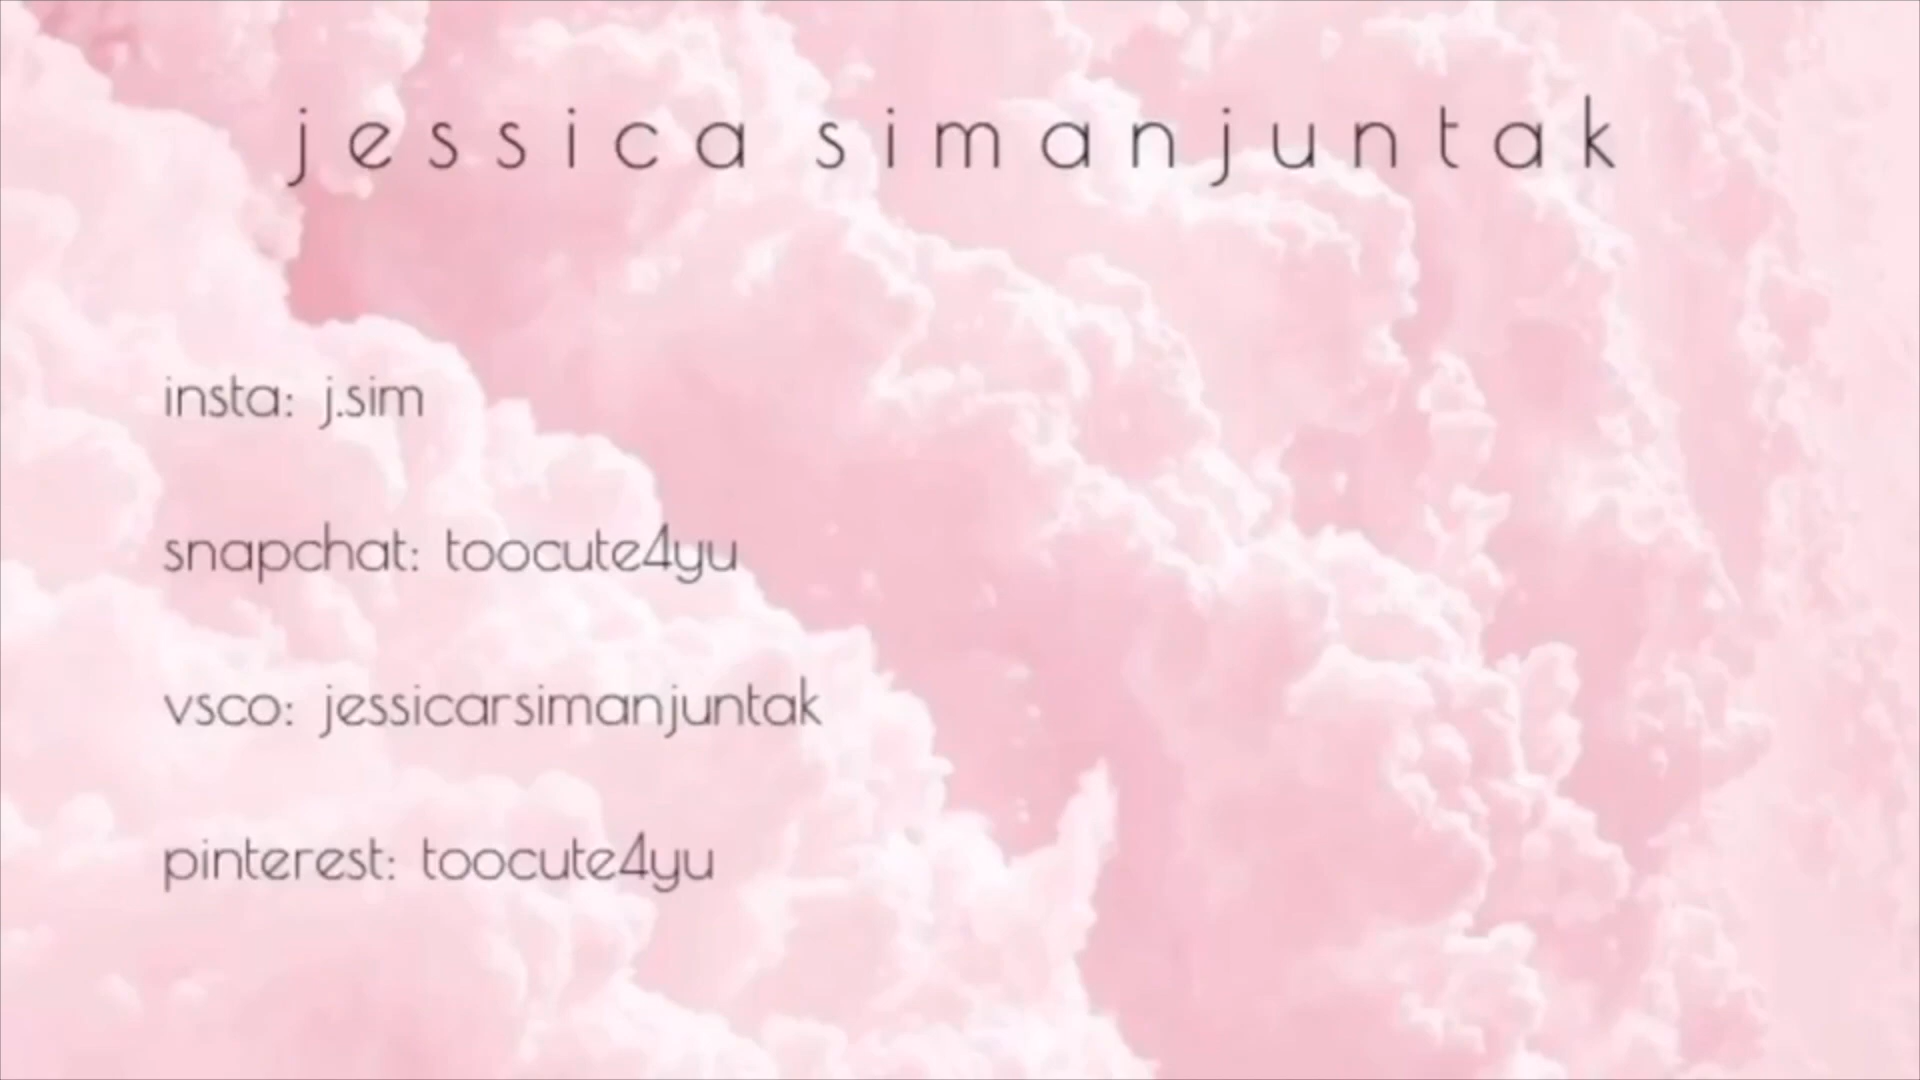 jessica simanjuntak
insta: j.sim
snapchat: toocute4yu
vsco: jessicarsimanjuntak
pinterest: toocute4yu